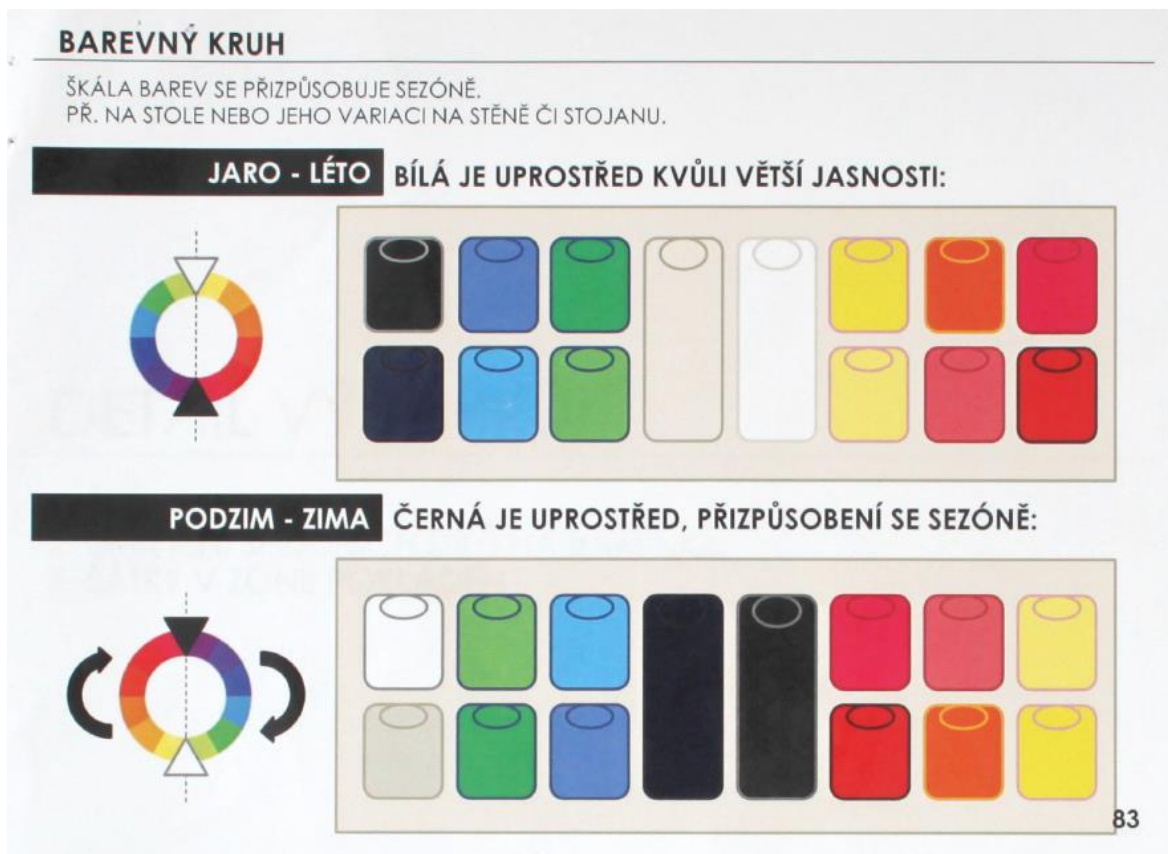 BAREVNÝ KRUH
ŠKÁLA BAREV SE PŘIZPŮSOBUJE SEZÓNĚ.
PŘ. NA STOLE NEBO JEHO VARIACI NA STĚNĚ ČI STOJANU.
JARO - LÉTO BÍLÁ JE UPROSTŘED KVŮLI VĚTŠÍ JASNOSTI:
PODZIM - ZIMA ČERNÁ JE UPROSTŘED, PŘIZPŮSOBENÍ SE SEZÓNĚ:
83